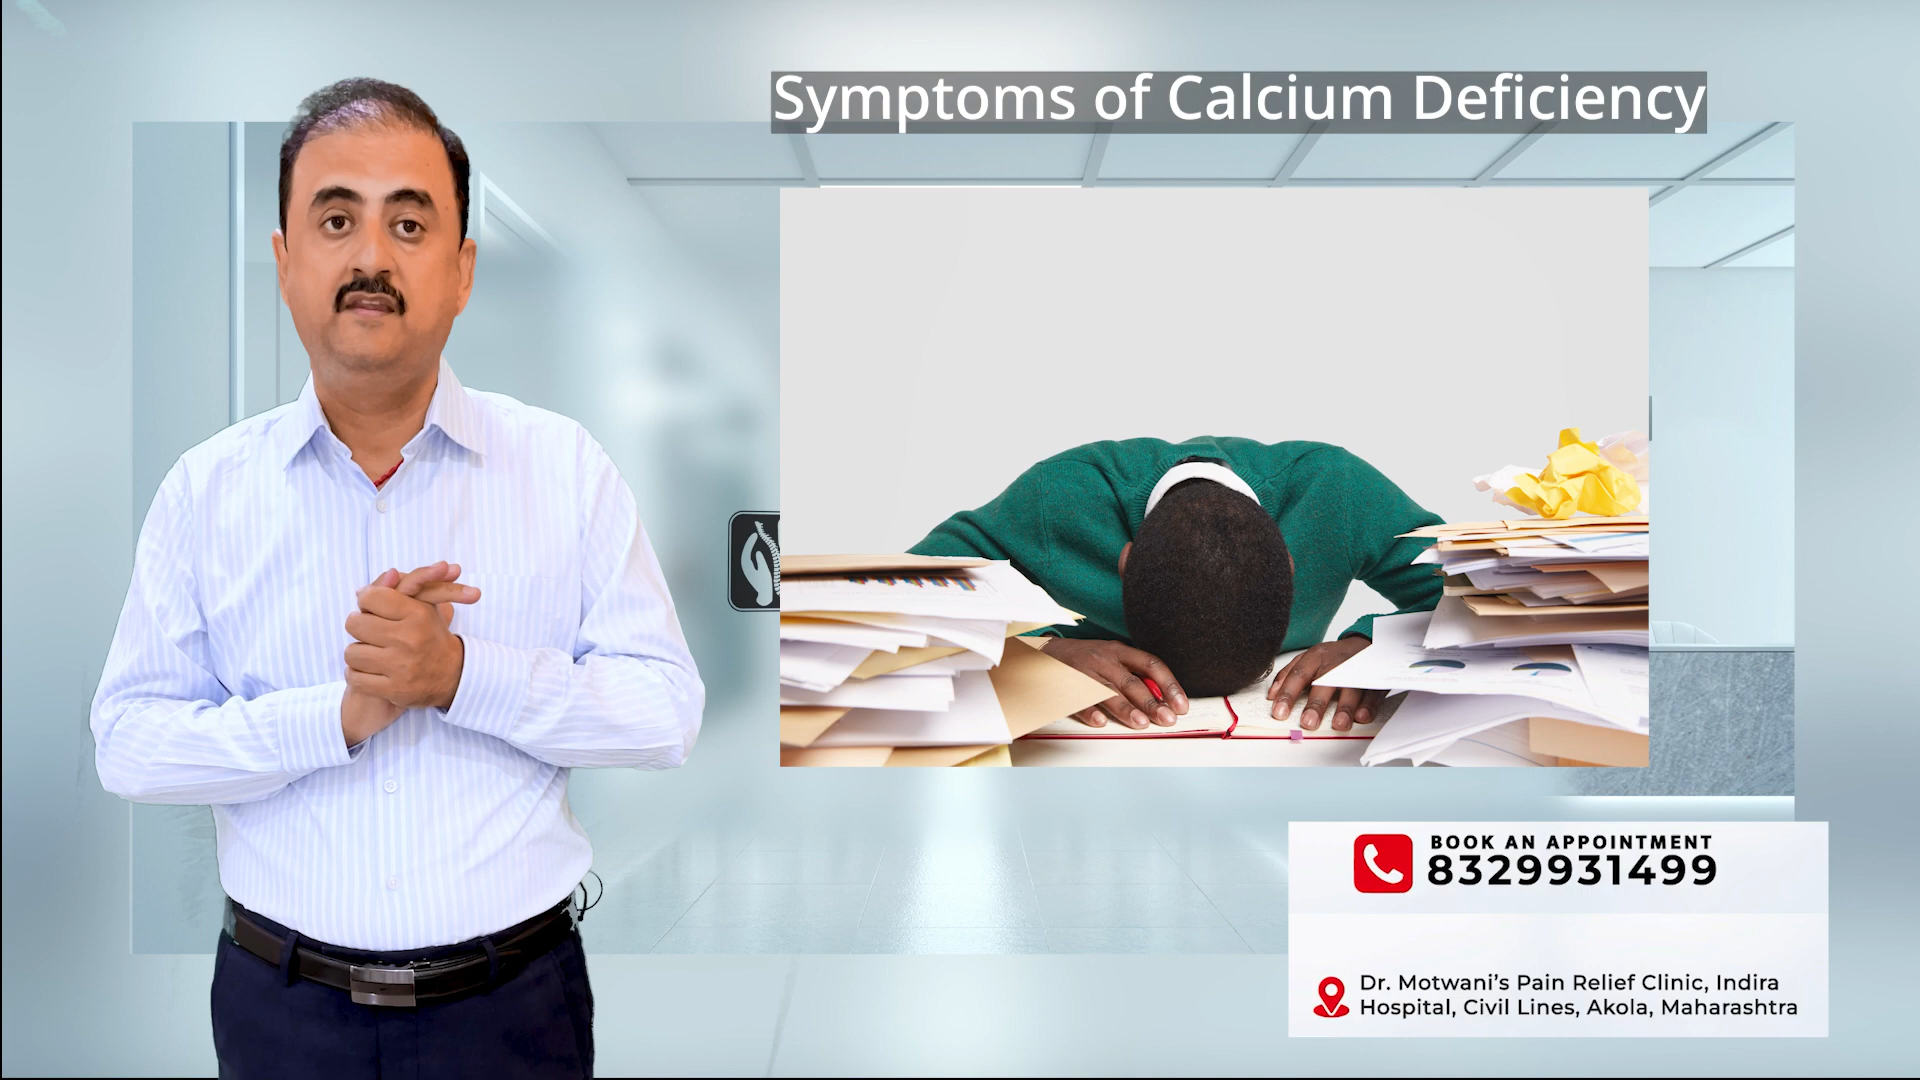 Symptoms of Calcium Deficiency
BOOK AN APPOINTMENT
8329931499
Dr. Motwani’s Pain Relief Clinic, Indira
Hospital, Civil Lines, Akola, Maharashtra